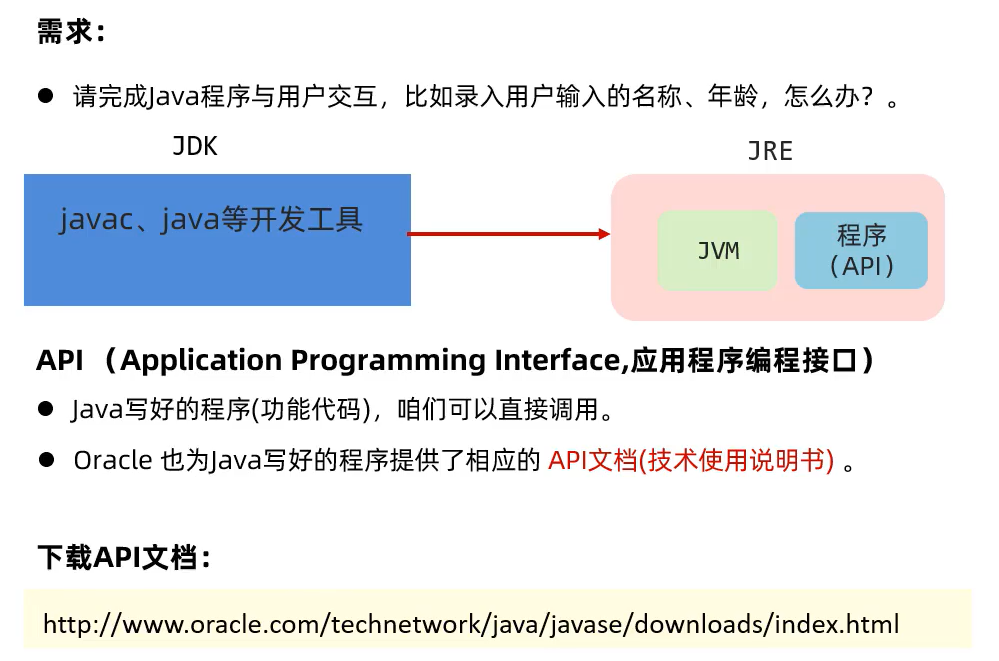 需求：
● 请完成Java程序与用户交互，比如录入用户输入的名称、年龄，怎么办？。
JDK
JRE
javac、java等开发工具
JVM
程序
（API）
API （Application Programming Interface,应用程序编程接口）
● Java写好的程序(功能代码)，咱们可以直接调用。
● Oracle 也为Java写好的程序提供了相应的 API文档(技术使用说明书) 。
下载API文档：
http://www.oracle.com/technetwork/java/javase/downloads/index.html